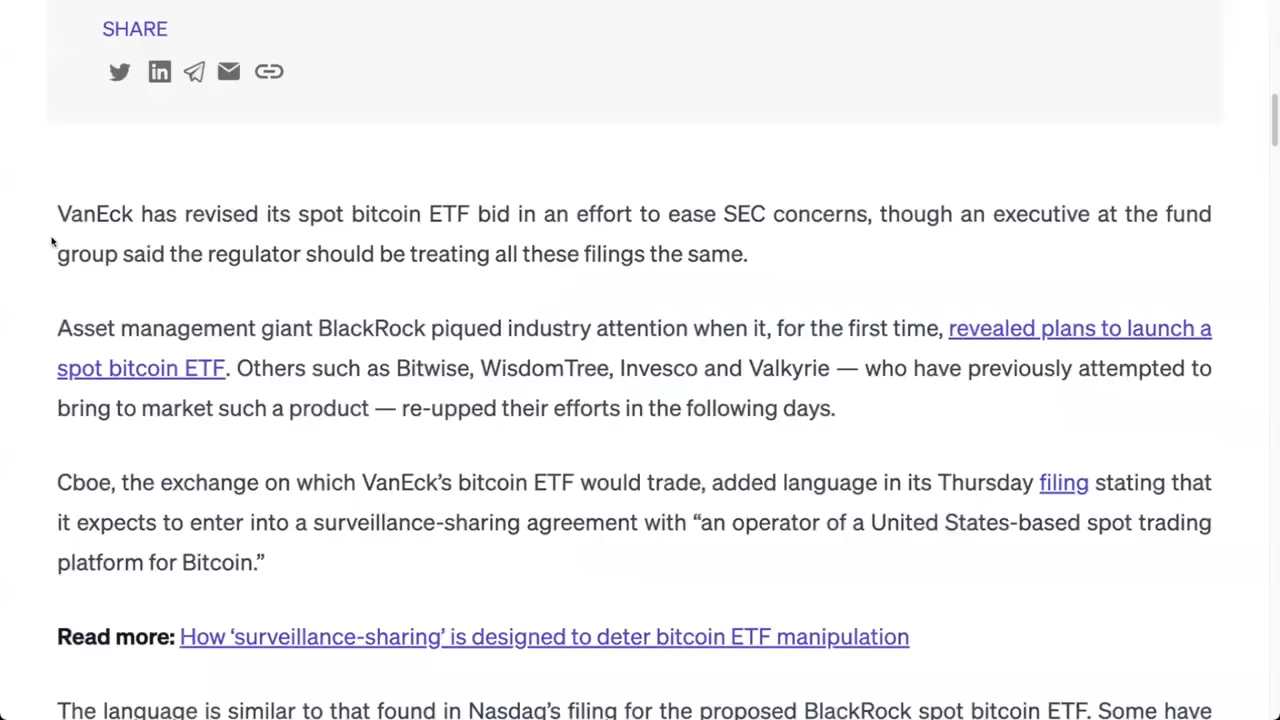 SHARE
VanEck has revised its spot bitcoin ETF bid in an effort to ease SEC concerns, though an executive at the fund
group said the regulator should be treating all these filings the same.
Asset management giant BlackRock piqued industry attention when it, for the first time, revealed plans to launch a
spot bitcoin ETF. Others such as Bitwise, WisdomTree, Invesco and Valkyrie — who have previously attempted to
bring to market such a product — re-upped their efforts in the following days.
Cboe, the exchange on which VanEck’s bitcoin ETF would trade, added language in its Thursday filing stating that
it expects to enter into a surveillance-sharing agreement with “an operator of a United States-based spot trading
platform for Bitcoin.”
Read more: How ‘surveillance-sharing’ is designed to deter bitcoin ETF manipulation
The language is similar to that found in Nasdaq’s filing for the proposed BlackRock spot bitcoin ETF. Some have